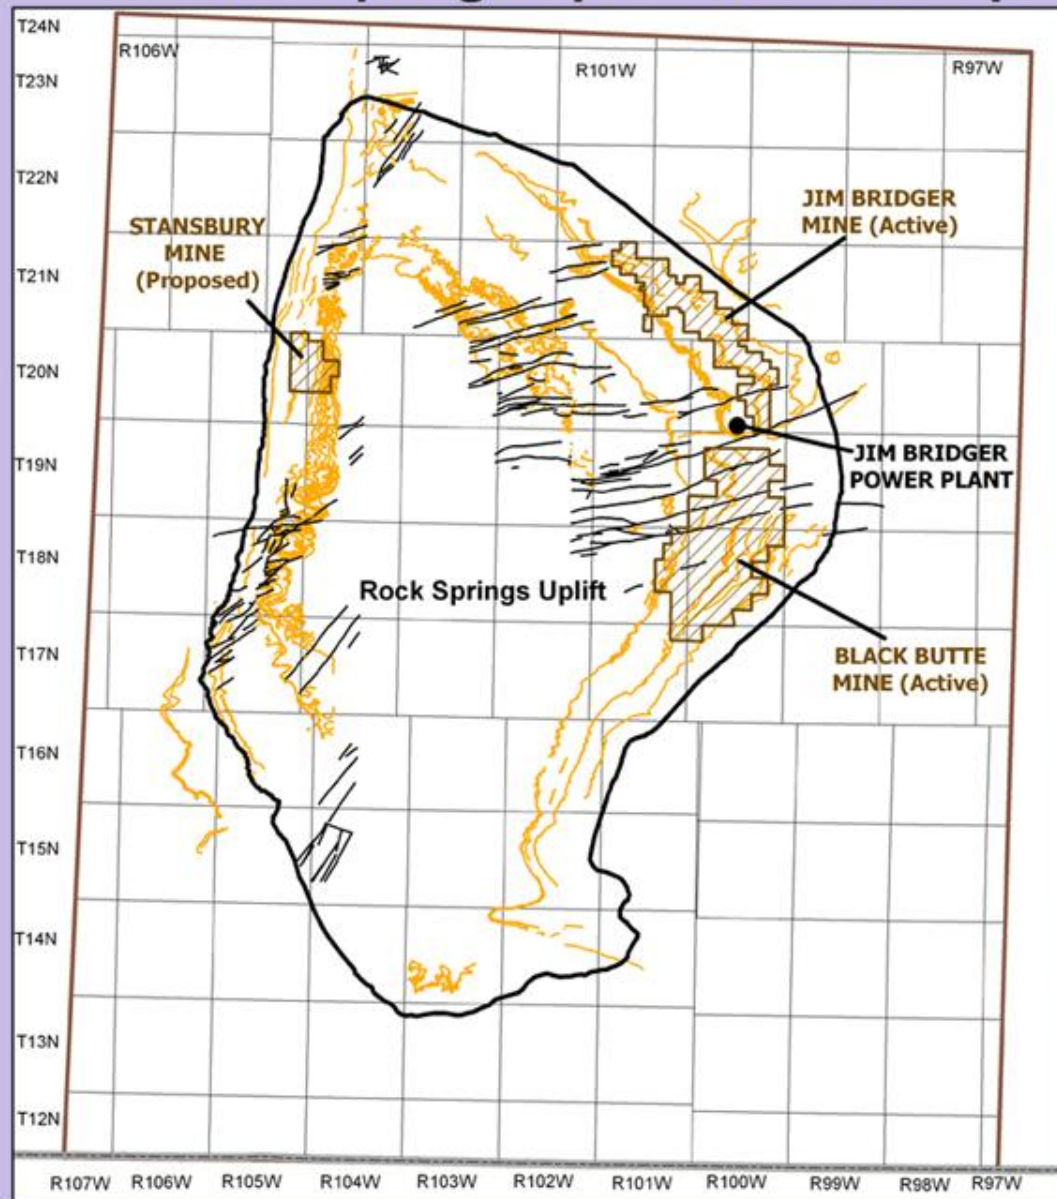 T24N
R106W
R101W
R97W
T23N
T22N
JIM BRIDGER
MINE (Active)
STANSBURY
MINE
(Proposed)
T21N
T20N
T19N
JIM BRIDGER
POWER PLANT
T18N
Rock Springs Uplift
T17N
BLACK BUTTE
MINE (Active)
T16N
T15N
T14N
T13N
T12N
R107W R106W R105W R104W R103W R102W R101W R100W R99W R98W R97W